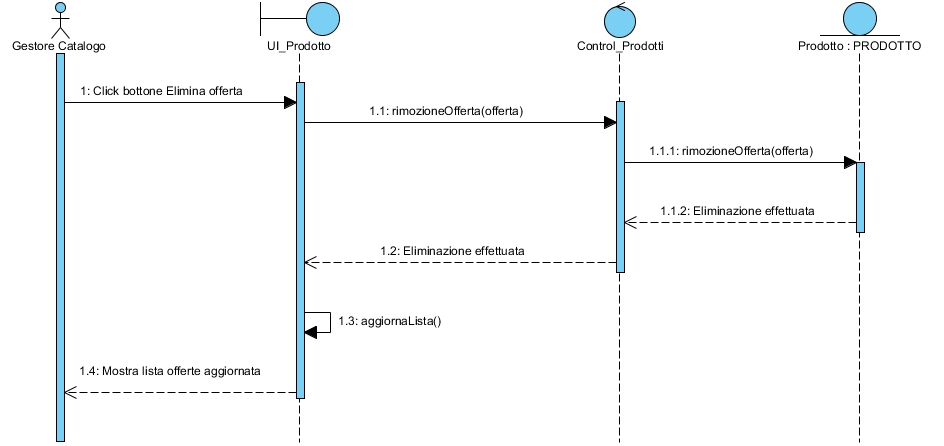 Gestore Catalogo
UI_Prodotto
Control_Prodotti
Prodotto : PRODOTTO
1: Click bottone Elimina offerta
1.1: rimozioneOfferta(offerta)
1.1.1: rimozioneOfferta(offerta)
1.1.2: Eliminazione effettuata
1.2: Eliminazione effettuata
1.3: aggiornaLista()
1.4: Mostra lista offerte aggiornata